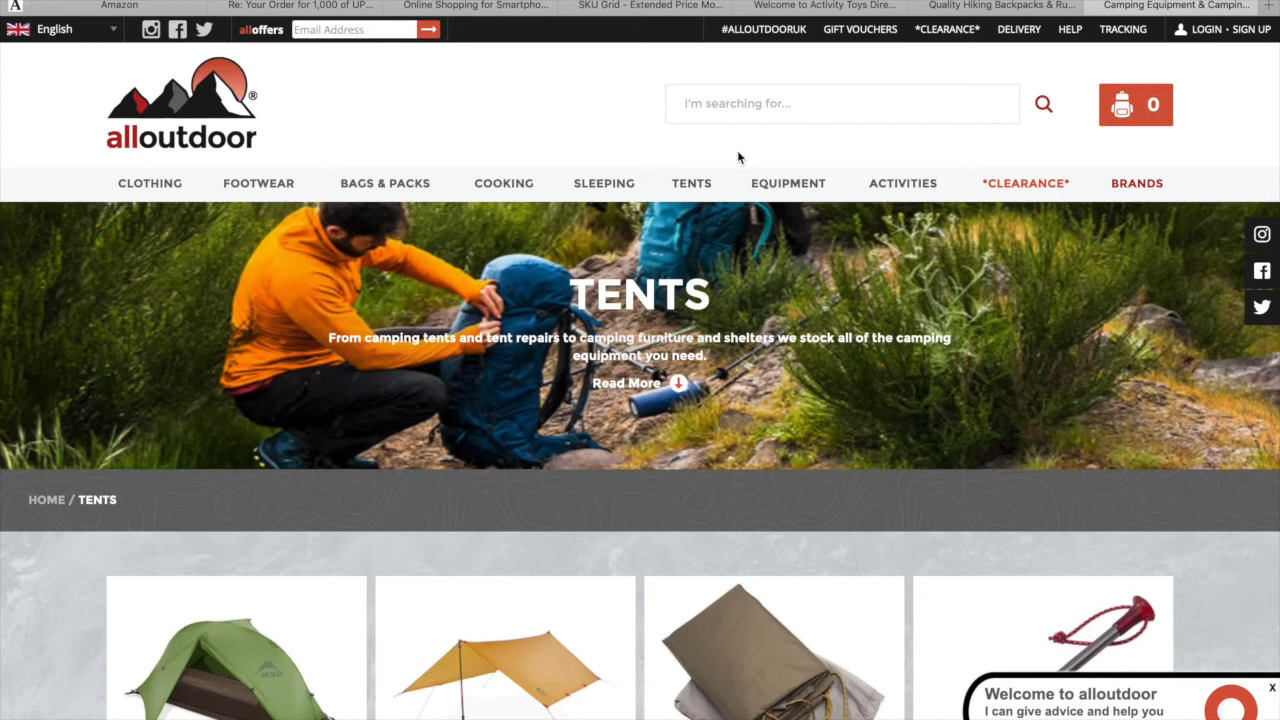 A
Amazon
Re: Your Order for 1,000 of UP...
Online Shopping for Smartpho...
SKU Grid - Extended Price Mo...
Welcome to Activity Toys Dire...
Quality Hiking Backpacks & Ru...
Camping Equipment & Campin...
English
alloffers
Email Address
#ALLOUTDOORUK
GIFT VOUCHERS
*CLEARANCE*
DELIVERY
HELP
TRACKING
LOGIN • SIGN UP
alloutdoor®
I'm searching for...
0
CLOTHING
FOOTWEAR
BAGS & PACKS
COOKING
SLEEPING
TENTS
EQUIPMENT
ACTIVITIES
*CLEARANCE*
BRANDS
TENTS
From camping tents and tent repairs to camping furniture and shelters we stock all of the camping
equipment you need.
Read More
HOME / TENTS
Welcome to alloutdoor
I can give advice and help you
x